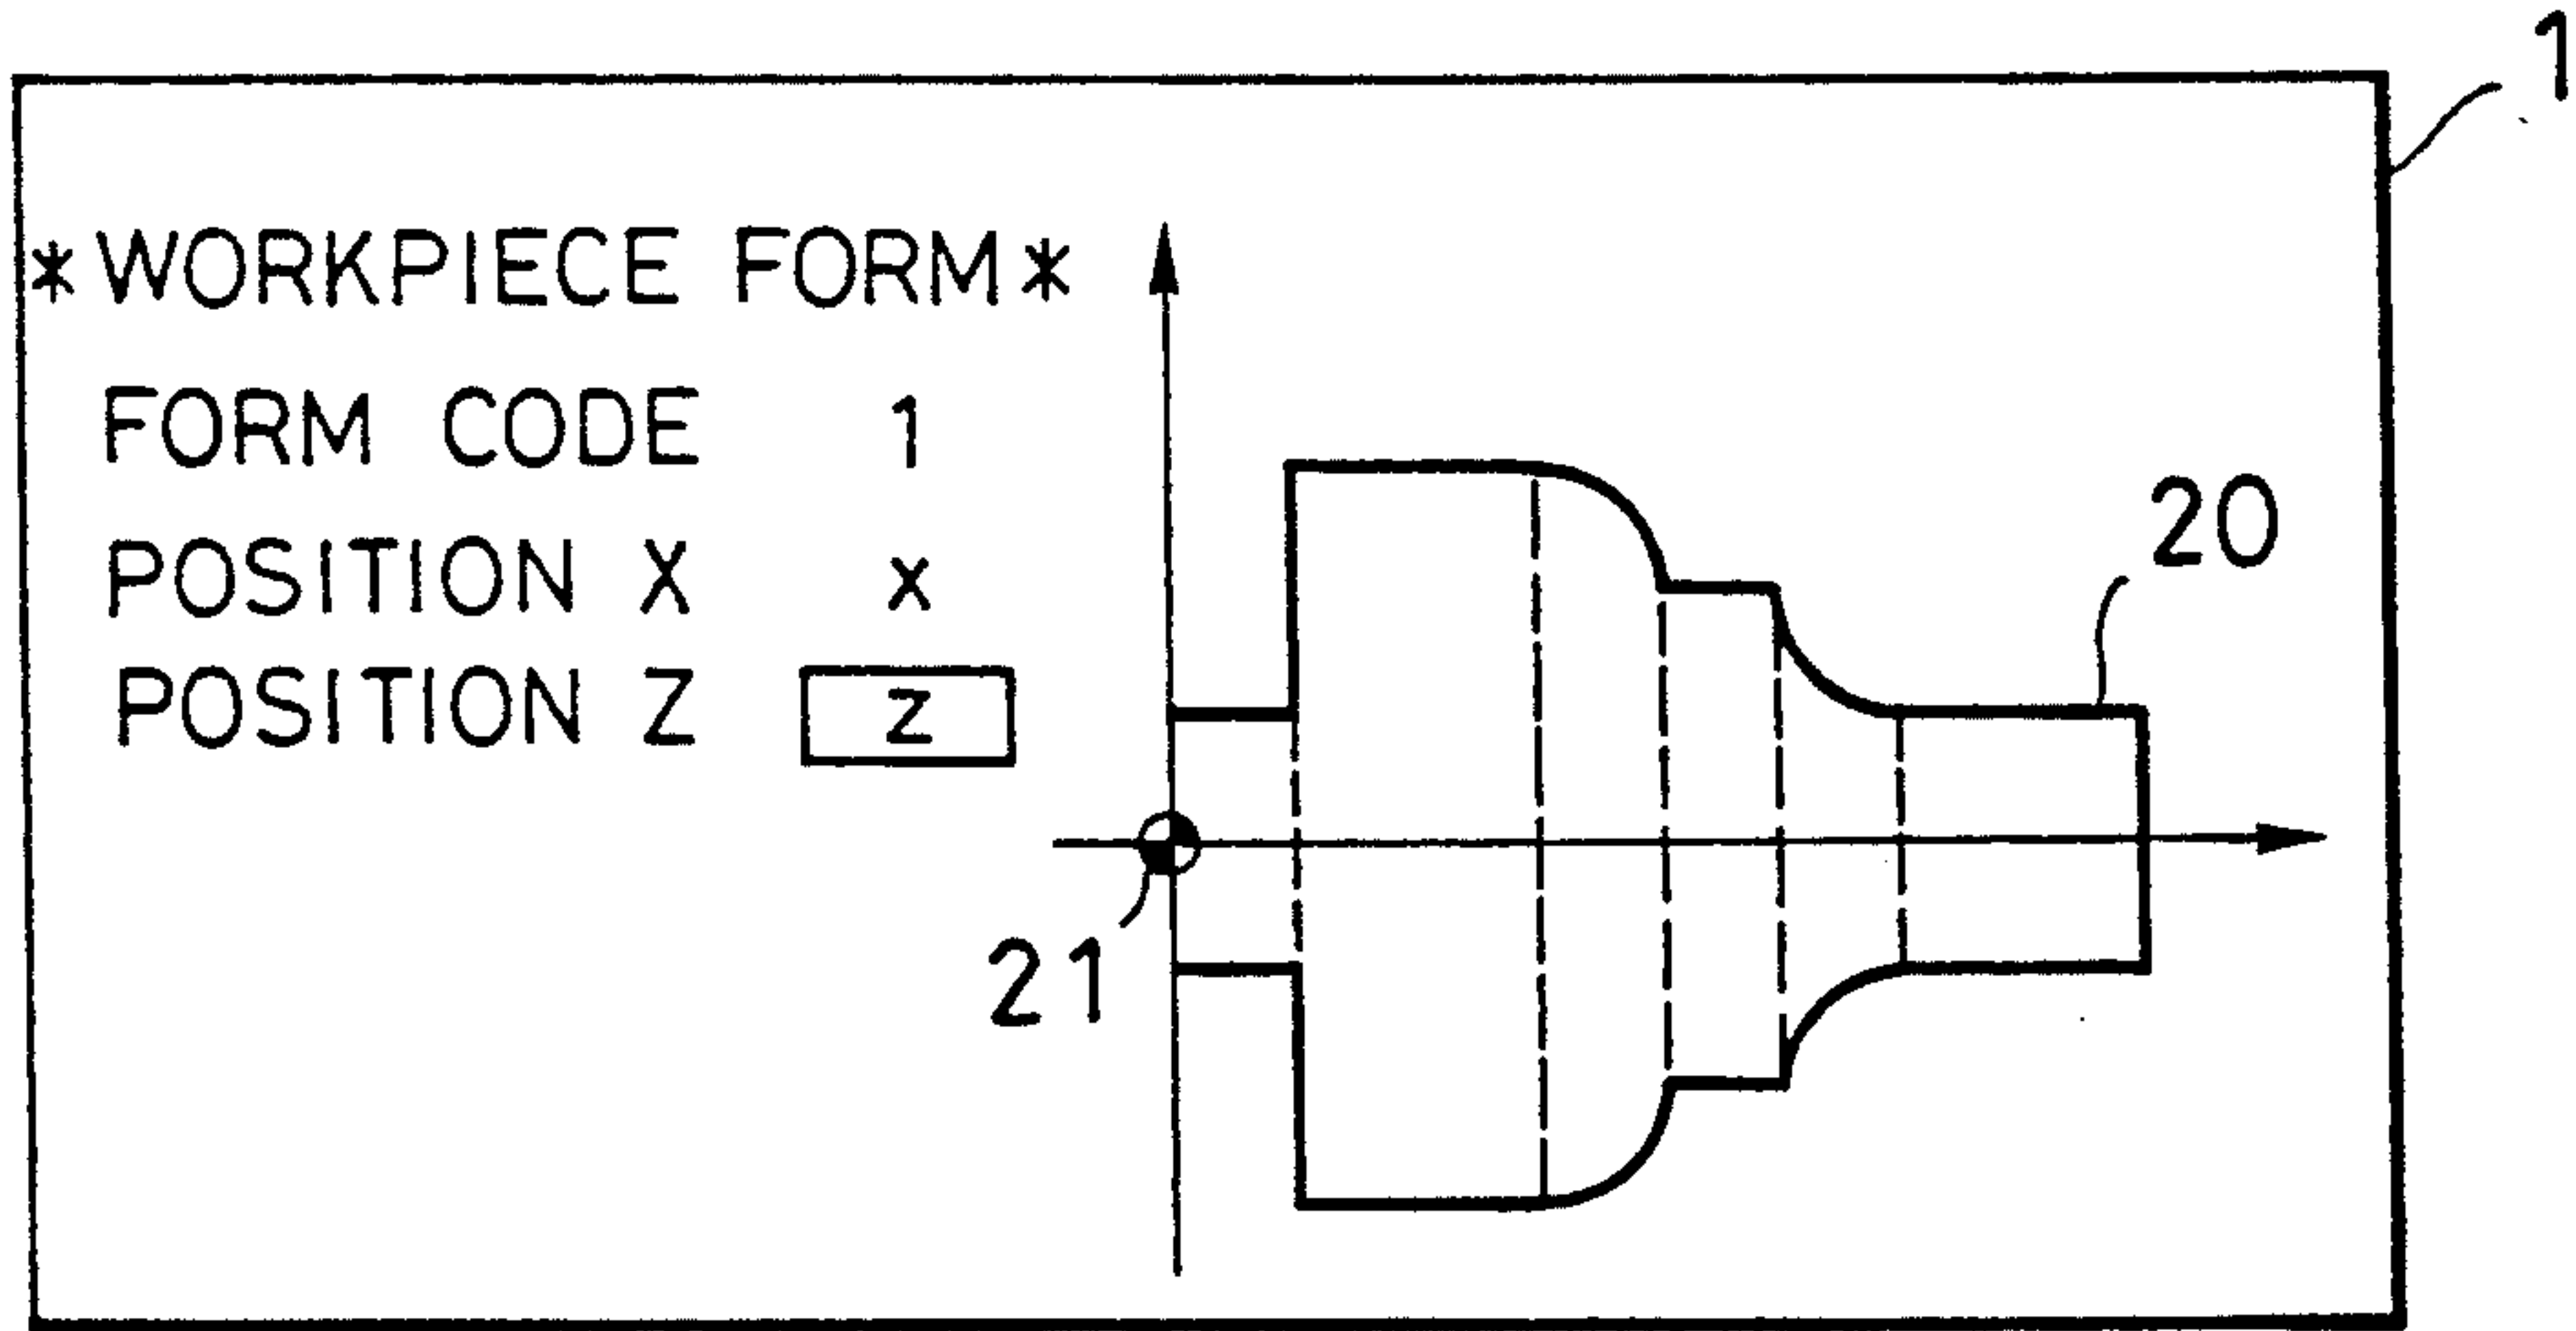 1
*WORKPIECE FORM*
FORM CODE 1
POSITION X x
POSITION Z z
20
21